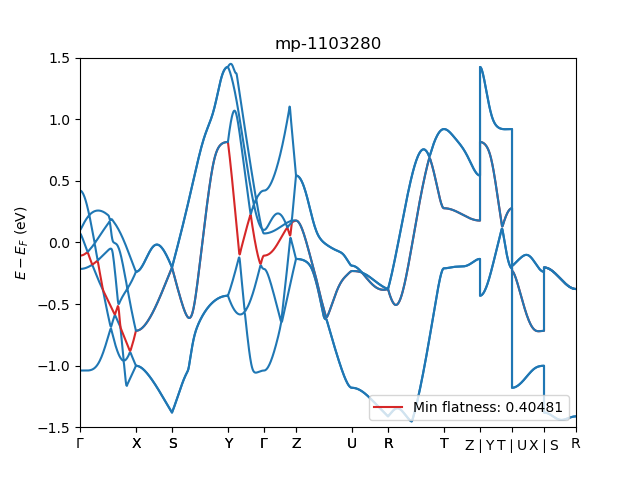 mp-1103280
E − E_F (eV)
1.5
1.0
0.5
0.0
−0.5
−1.0
−1.5
Min flatness: 0.40481
Γ X S Y Γ Z U R T Z | Y T | U X | S R